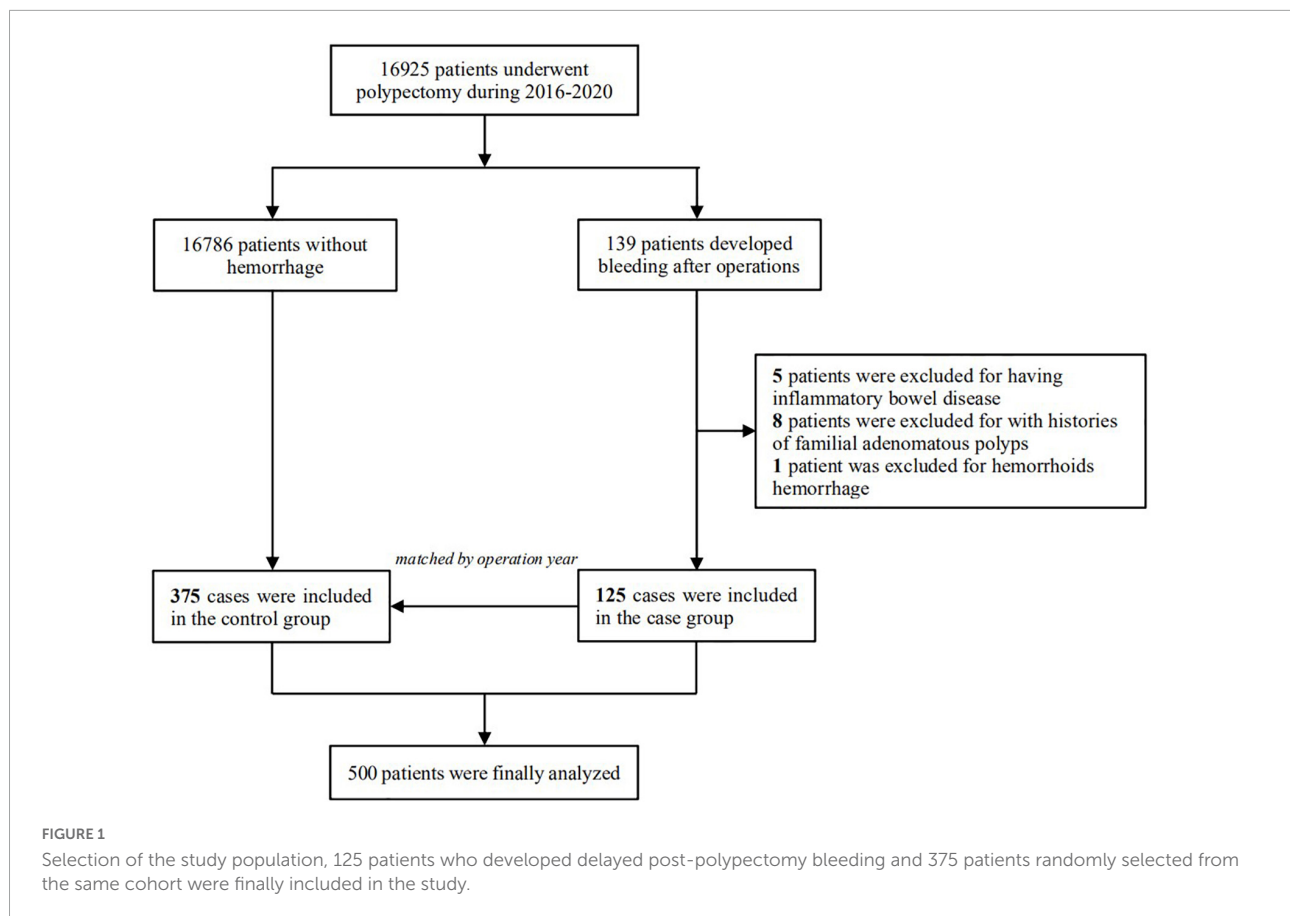 16925 patients underwent
polypectomy during 2016-2020
16786 patients without
hemorrhage
139 patients developed
bleeding after operations
5 patients were excluded for having
inflammatory bowel disease
8 patients were excluded for with histories
of familial adenomatous polyps
1 patient was excluded for hemorrhoids
hemorrhage
matched by operation year
375 cases were included
in the control group
125 cases were included
in the case group
500 patients were finally analyzed
FIGURE 1
Selection of the study population, 125 patients who developed delayed post-polypectomy bleeding and 375 patients randomly selected from
the same cohort were finally included in the study.